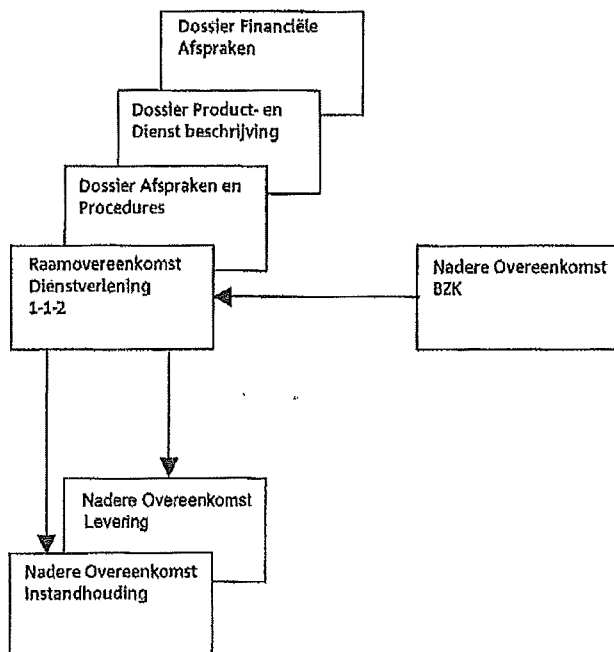 Dossier Financiële
Afspraken
Dossier Product- en
Dienst beschrijving
Dossier Afspraken en
Procedures
Raamovereenkomst
Dienstverlening
1-1-2
Nadere Overeenkomst
BZK
Nadere Overeenkomst
Levering
Nadere Overeenkomst
Instandhouding